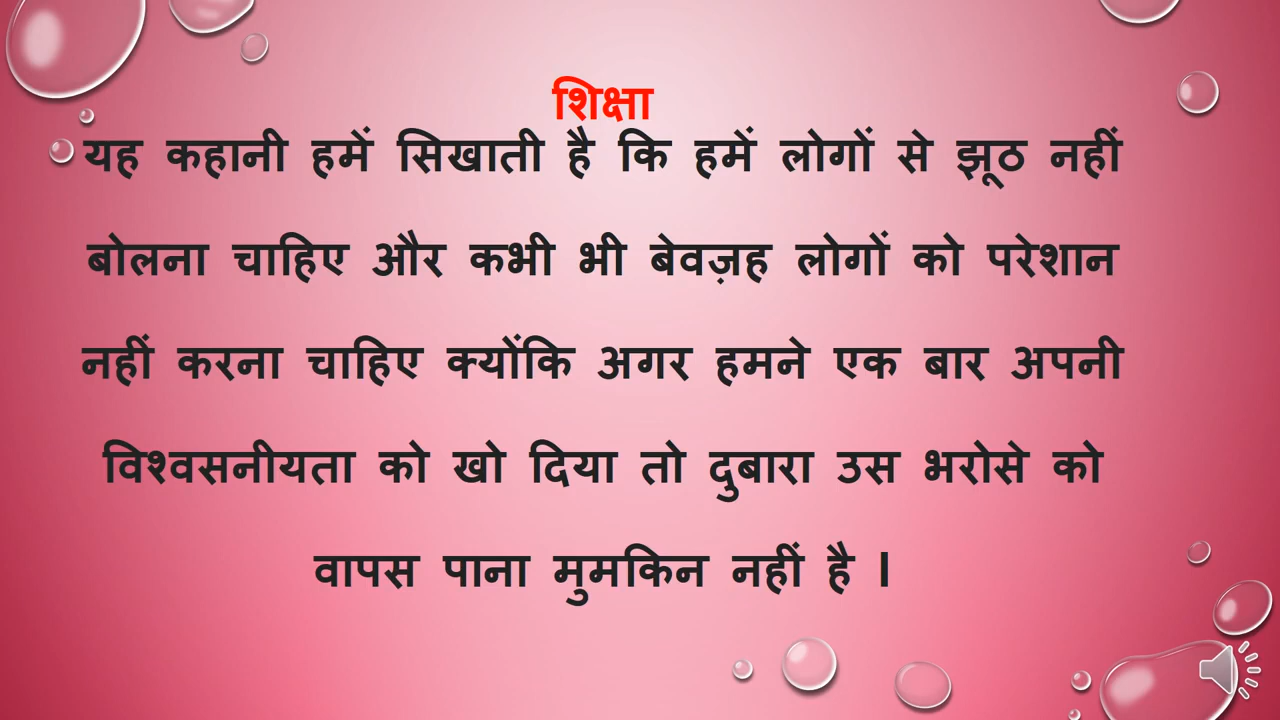 शिक्षा
यह कहानी हमें सिखाती है कि हमें लोगों से झूठ नहीं
बोलना चाहिए और कभी भी बेवज़ह लोगों को परेशान
नहीं करना चाहिए क्योंकि अगर हमने एक बार अपनी
विश्वसनीयता को खो दिया तो दुबारा उस भरोसे को
वापस पाना मुमकिन नहीं है ।